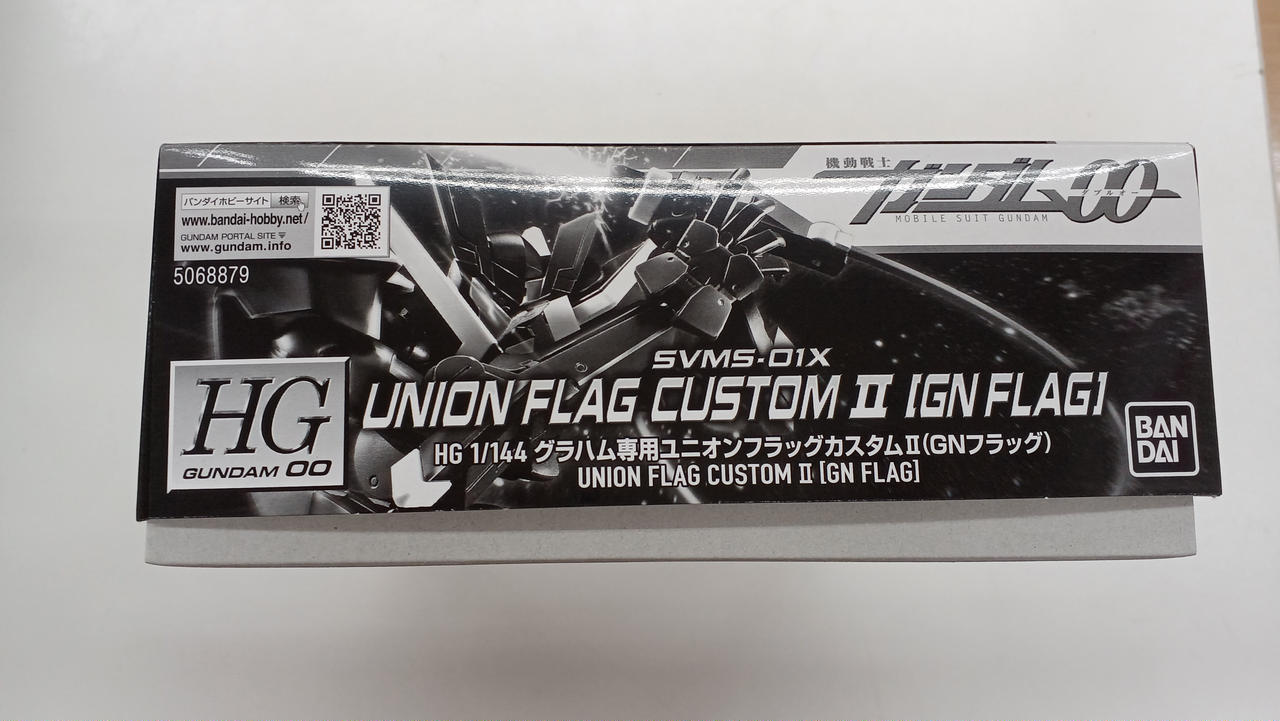 バンダイホビーサイト 検索
www.bandai-hobby.net/
GUNDAM PORTAL SITE
www.gundam.info
5068879
機動戦士
ガンダム00
ダブルオー
MOBILE SUIT GUNDAM
SVMS-01X
UNION FLAG CUSTOM Ⅱ [GN FLAG]
HG 1/144 グラハム専用ユニオンフラッグカスタムⅡ(GNフラッグ)
UNION FLAG CUSTOM Ⅱ [GN FLAG]
HG
GUNDAM 00
BAN
DAI